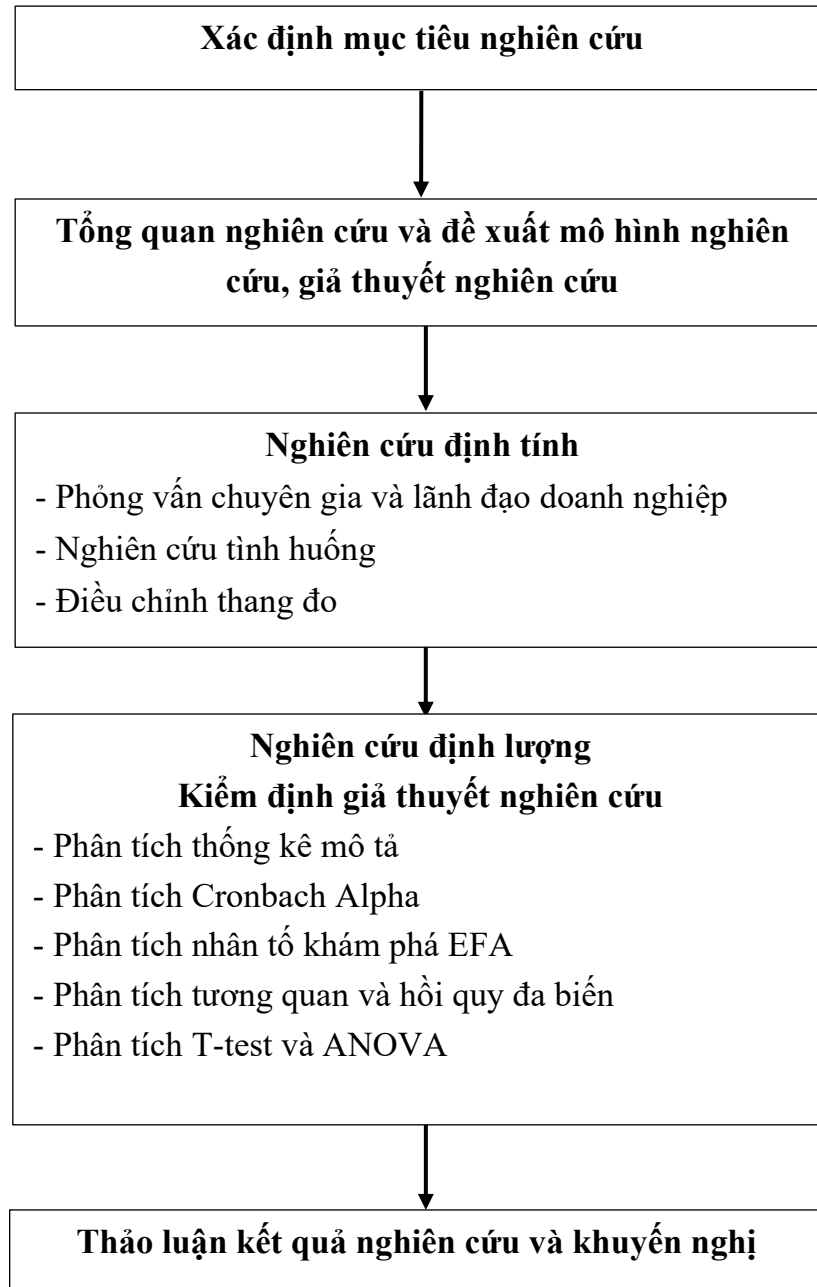 Xác định mục tiêu nghiên cứu
Tổng quan nghiên cứu và đề xuất mô hình nghiên
cứu, giả thuyết nghiên cứu
Nghiên cứu định tính
- Phỏng vấn chuyên gia và lãnh đạo doanh nghiệp
- Nghiên cứu tình huống
- Điều chỉnh thang đo
Nghiên cứu định lượng
Kiểm định giả thuyết nghiên cứu
- Phân tích thống kê mô tả
- Phân tích Cronbach Alpha
- Phân tích nhân tố khám phá EFA
- Phân tích tương quan và hồi quy đa biến
- Phân tích T-test và ANOVA
Thảo luận kết quả nghiên cứu và khuyến nghị